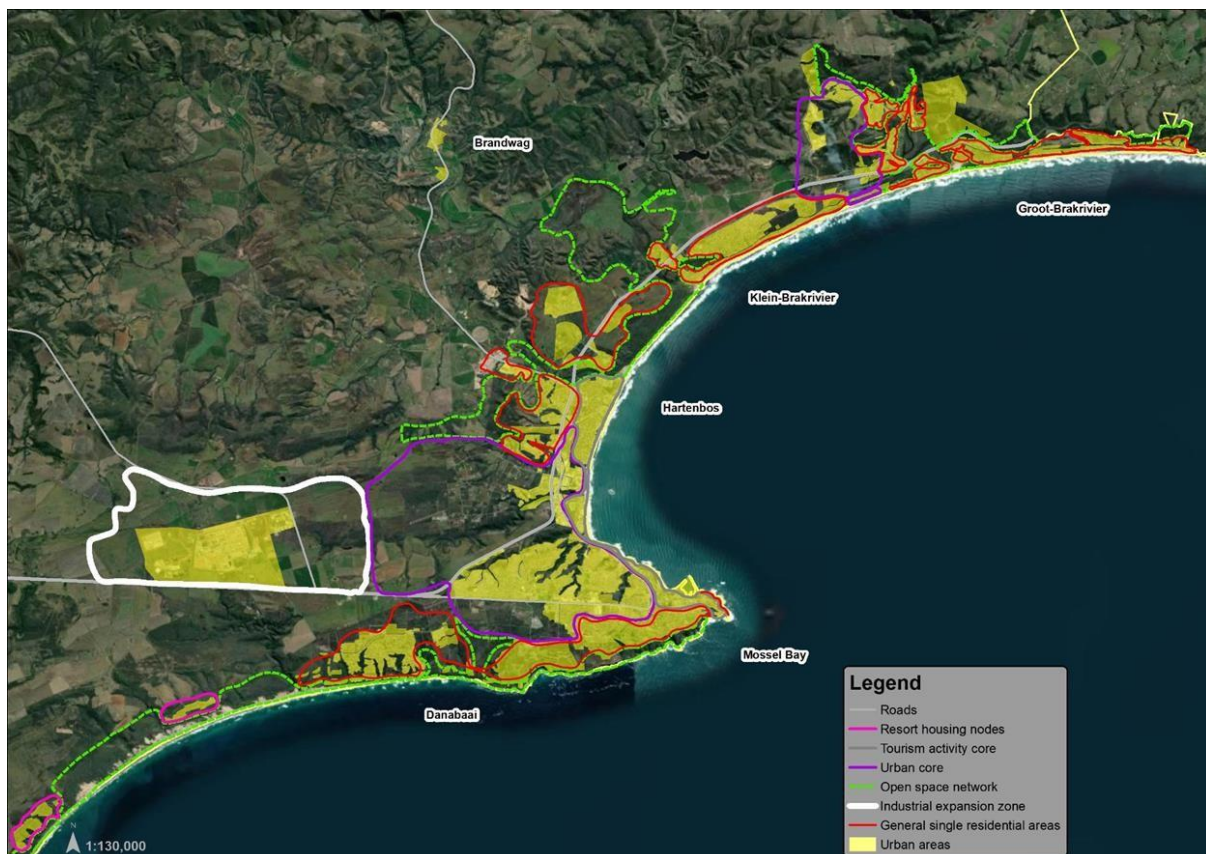 Brandwag
Groot-Brakrivier
Klein-Brakrivier
Hartenbos
Mossel Bay
Danabaai
Legend
Roads
Resort housing nodes
Tourism activity core
Urban core
Open space network
Industrial expansion zone
General single residential areas
Urban areas
N
1:130,000